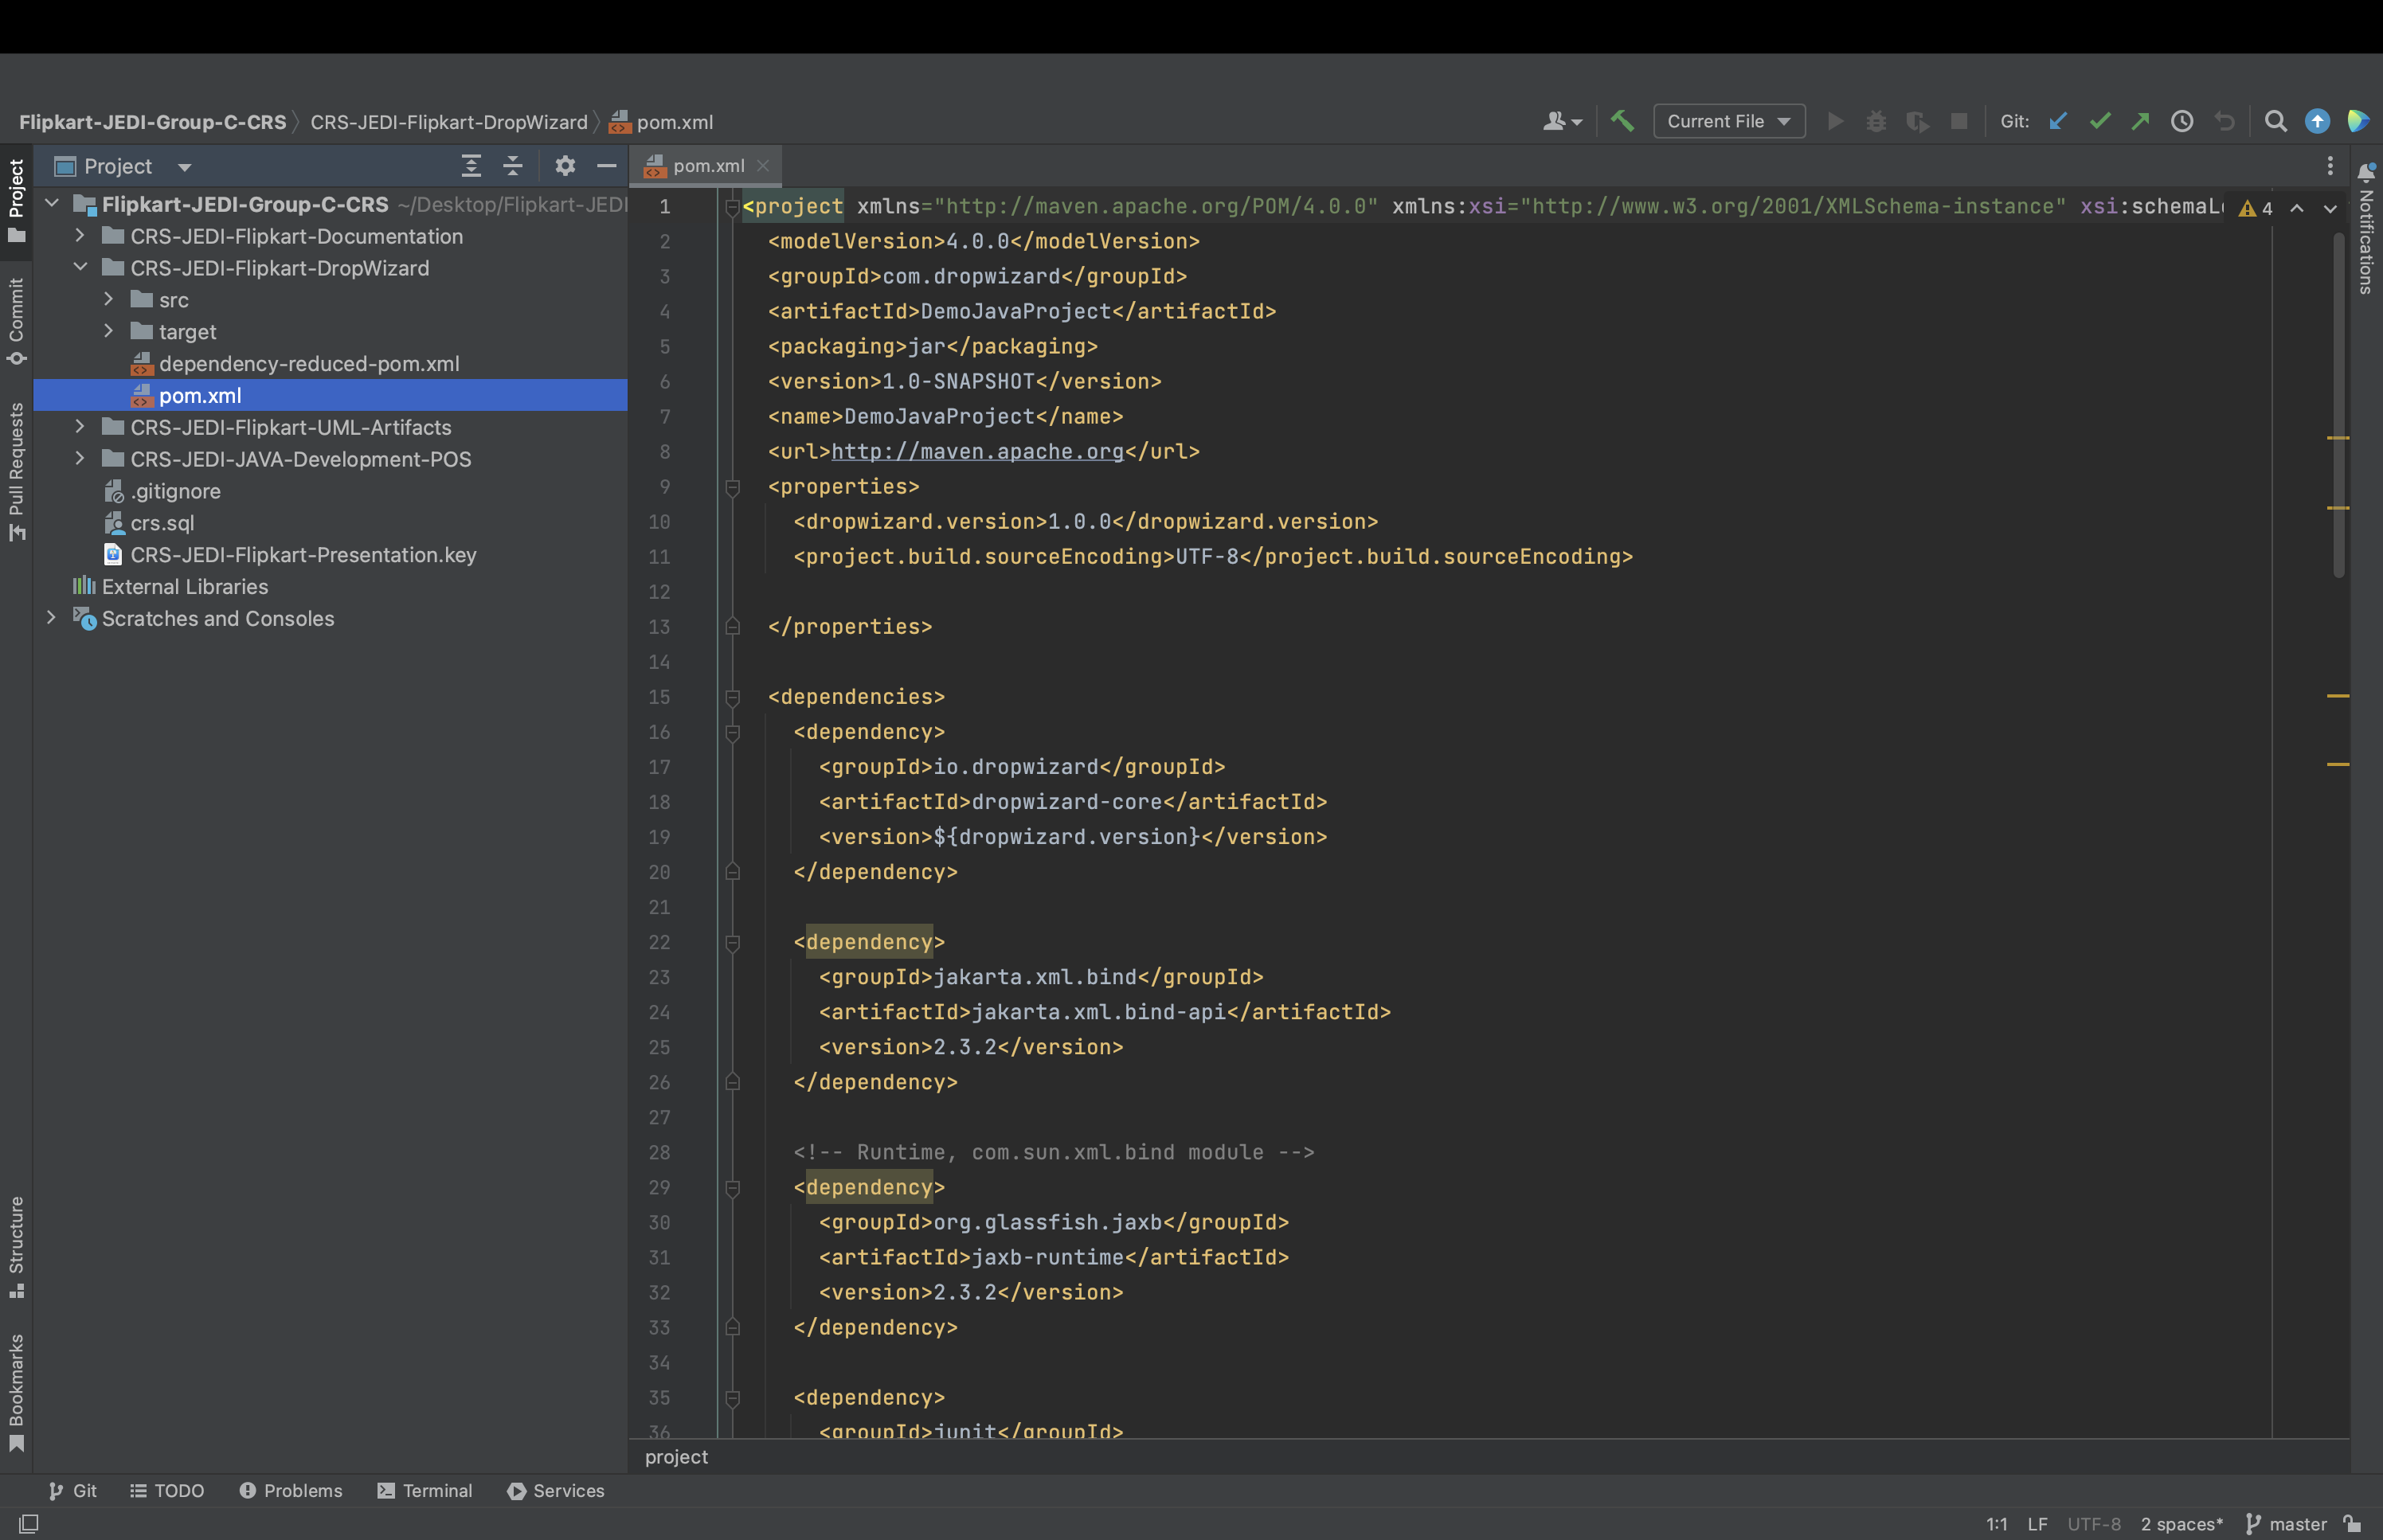 Flipkart-JEDI-Group-C-CRS CRS-JEDI-Flipkart-DropWizard pom.xml
Current File
Git:
Project
Project
Commit
Pull Requests
Structure
Bookmarks
Notifications
Flipkart-JEDI-Group-C-CRS ~/Desktop/Flipkart-JEDI
CRS-JEDI-Flipkart-Documentation
CRS-JEDI-Flipkart-DropWizard
src
target
dependency-reduced-pom.xml
pom.xml
CRS-JEDI-Flipkart-UML-Artifacts
CRS-JEDI-JAVA-Development-POS
.gitignore
crs.sql
CRS-JEDI-Flipkart-Presentation.key
External Libraries
Scratches and Consoles
pom.xml
4
1 <project xmlns="http://maven.apache.org/POM/4.0.0" xmlns:xsi="http://www.w3.org/2001/XMLSchema-instance" xsi:schemaL
2 <modelVersion>4.0.0</modelVersion>
3 <groupId>com.dropwizard</groupId>
4 <artifactId>DemoJavaProject</artifactId>
5 <packaging>jar</packaging>
6 <version>1.0-SNAPSHOT</version>
7 <name>DemoJavaProject</name>
8 <url>http://maven.apache.org</url>
9 <properties>
10 <dropwizard.version>1.0.0</dropwizard.version>
11 <project.build.sourceEncoding>UTF-8</project.build.sourceEncoding>
12
13 </properties>
14
15 <dependencies>
16 <dependency>
17 <groupId>io.dropwizard</groupId>
18 <artifactId>dropwizard-core</artifactId>
19 <version>${dropwizard.version}</version>
20 </dependency>
21
22 <dependency>
23 <groupId>jakarta.xml.bind</groupId>
24 <artifactId>jakarta.xml.bind-api</artifactId>
25 <version>2.3.2</version>
26 </dependency>
27
28 <!-- Runtime, com.sun.xml.bind module -->
29 <dependency>
30 <groupId>org.glassfish.jaxb</groupId>
31 <artifactId>jaxb-runtime</artifactId>
32 <version>2.3.2</version>
33 </dependency>
34
35 <dependency>
36 <groupId>junit</groupId>
project
Git TODO Problems Terminal Services
1:1 LF UTF-8 2 spaces* master